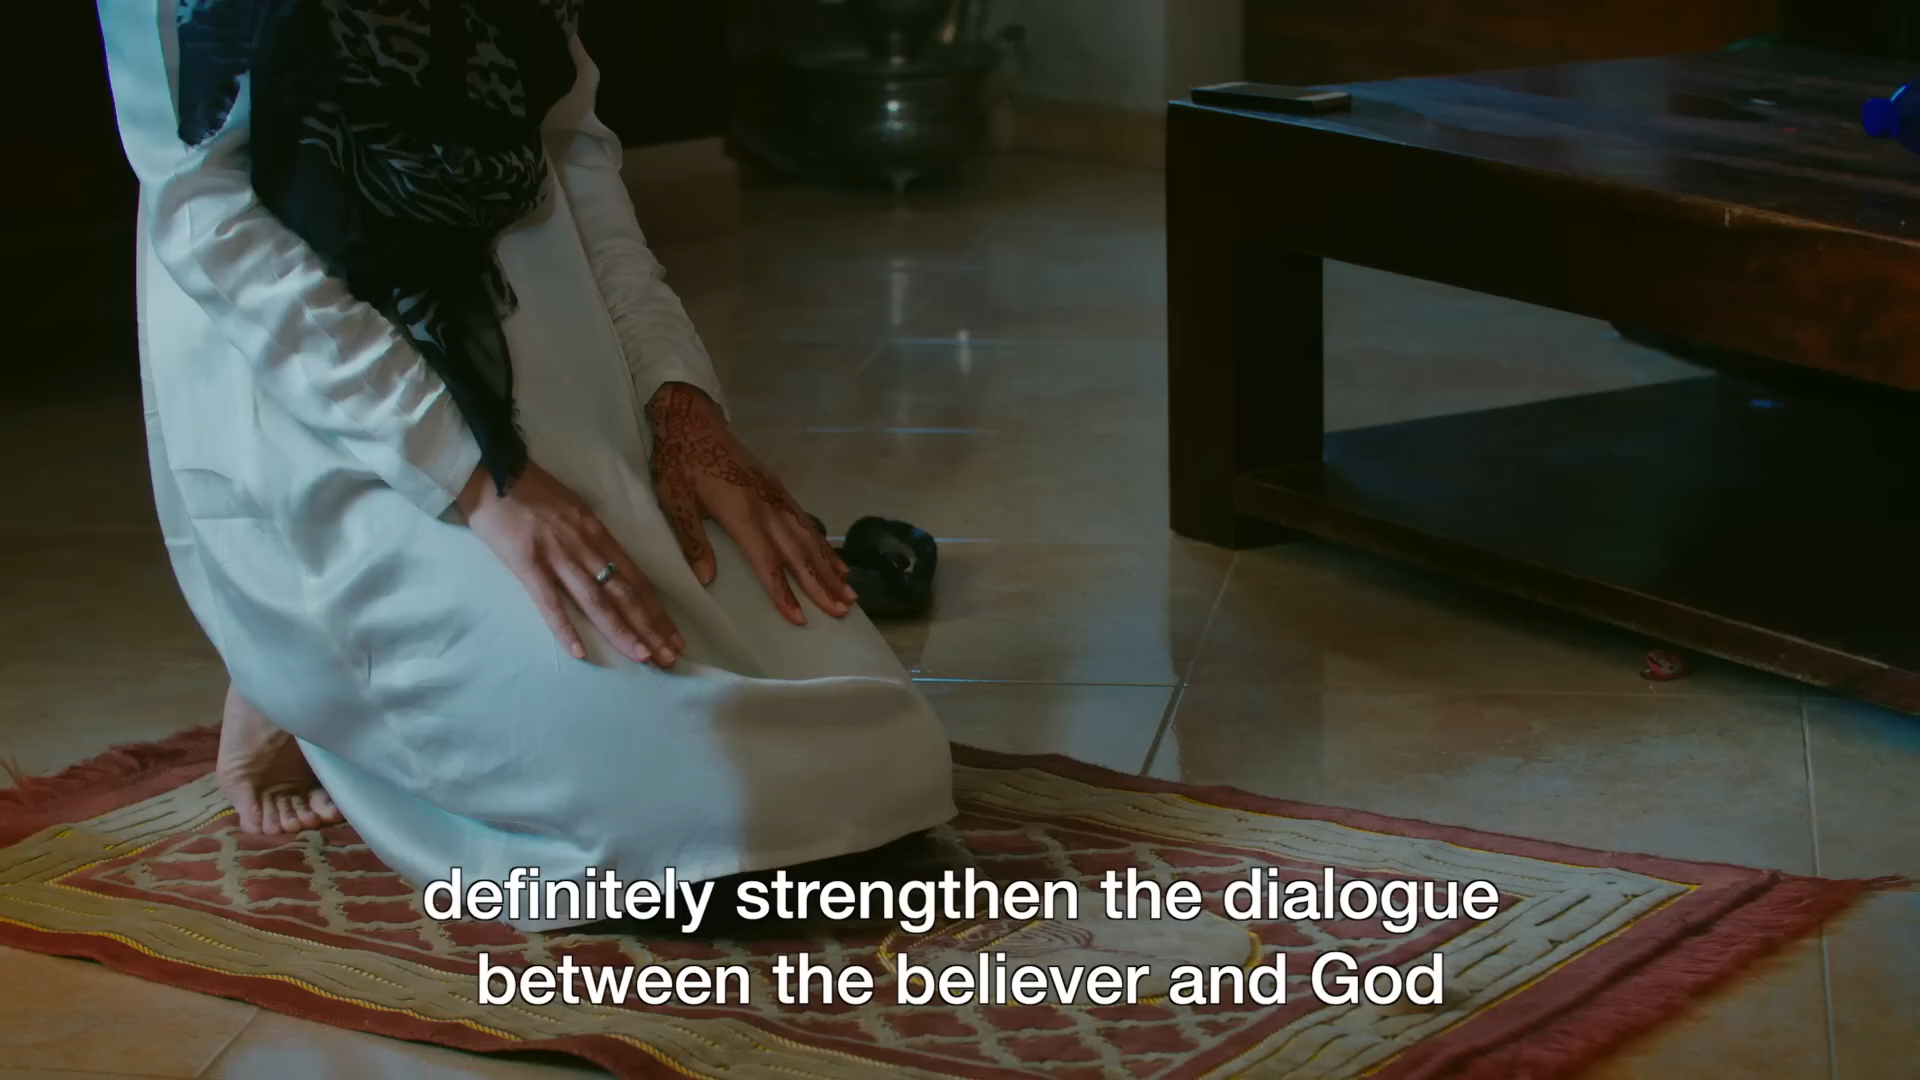 definitely strengthen the dialogue
between the believer and God